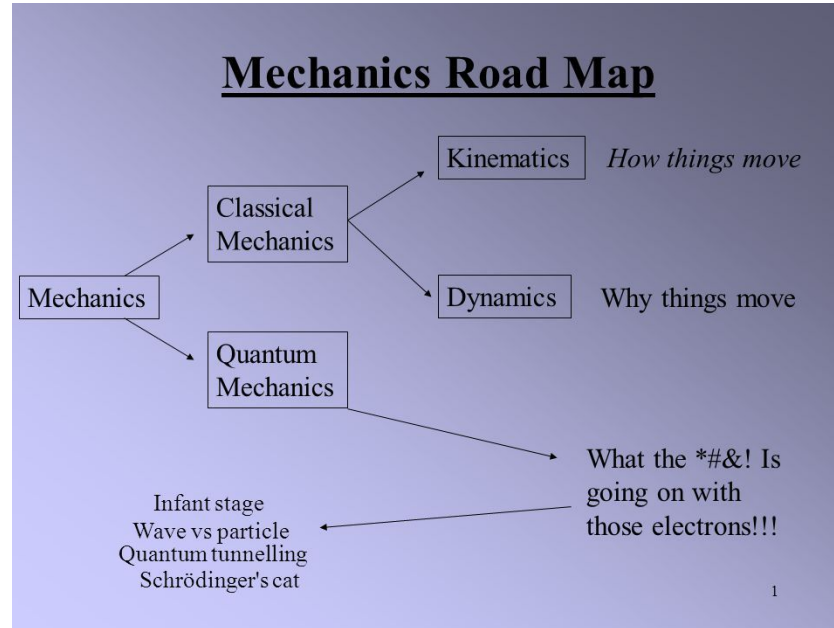 Mechanics Road Map
Kinematics
How things move
Classical
Mechanics
Mechanics
Dynamics
Why things move
Quantum
Mechanics
What the *#&! Is
going on with
those electrons!!!
Infant stage
Wave vs particle
Quantum tunnelling
Schrödinger's cat
1